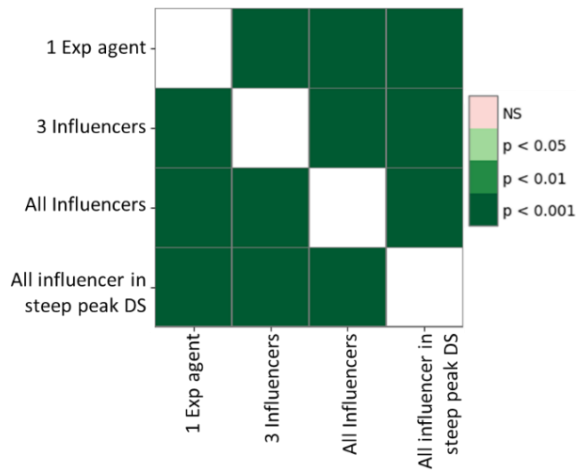 1 Exp agent
3 Influencers
All Influencers
All influencer in
steep peak DS
NS
p < 0.05
p < 0.01
p < 0.001
1 Exp agent
3 Influencers
All Influencers
All influencer in
steep peak DS